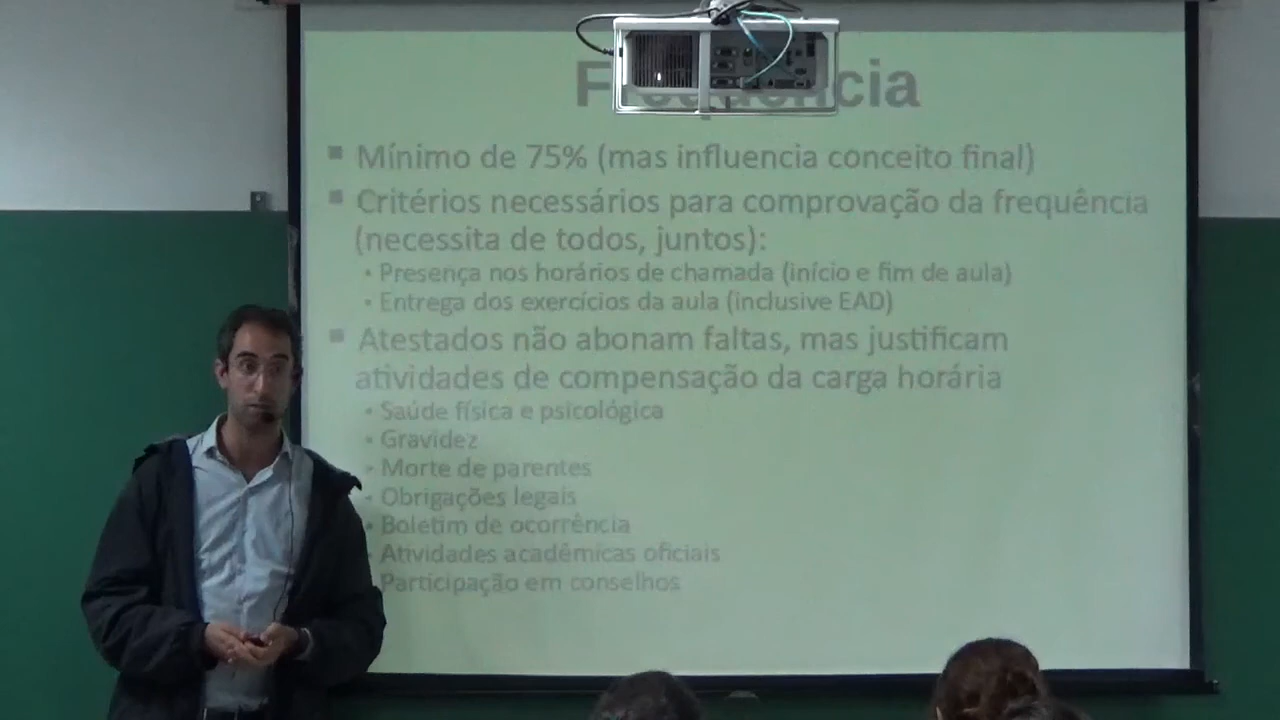 Frequência
Mínimo de 75% (mas influencia conceito final)
Critérios necessários para comprovação da frequência
(necessita de todos, juntos):
Presença nos horários de chamada (início e fim de aula)
Entrega dos exercícios da aula (inclusive EAD)
Atestados não abonam faltas, mas justificam
atividades de compensação da carga horária
Saúde física e psicológica
Gravidez
Morte de parentes
Obrigações legais
Boletim de ocorrência
Atividades acadêmicas oficiais
Participação em conselhos